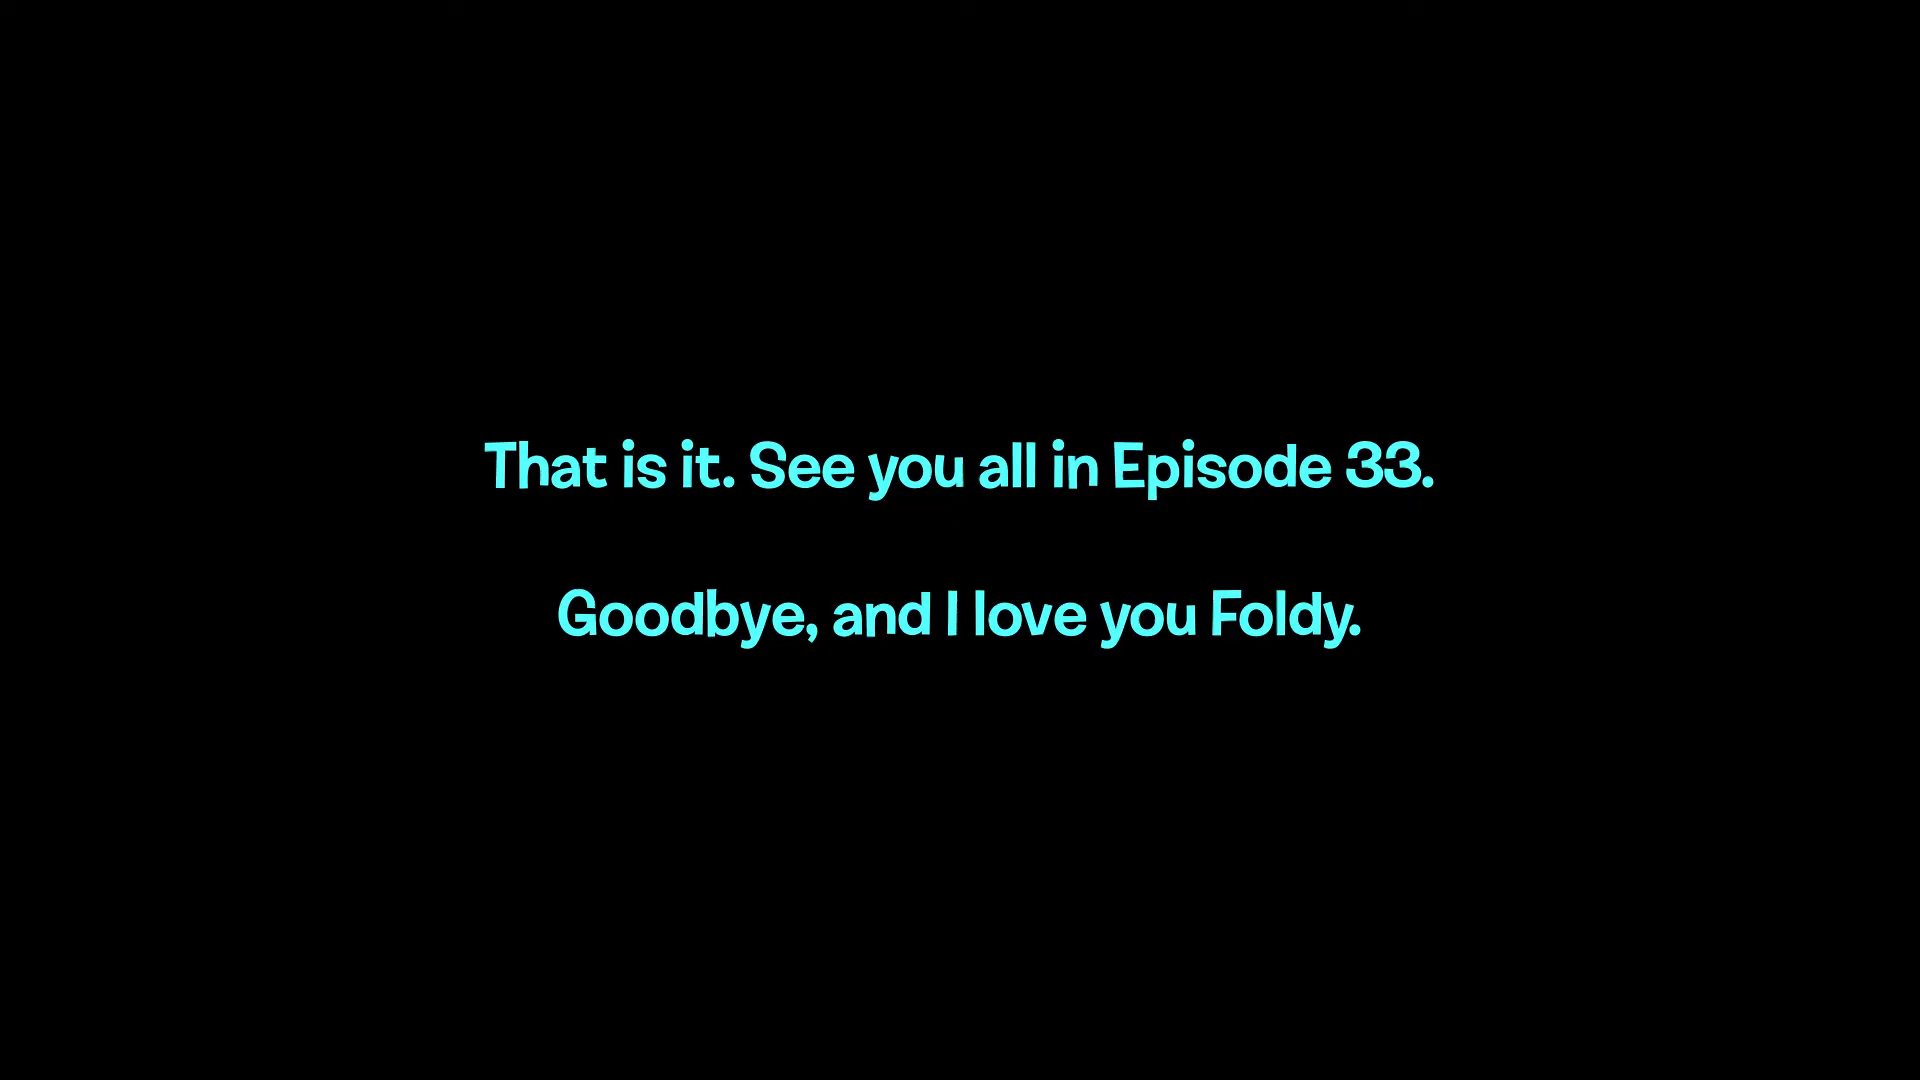 That is it. See you all in Episode 33.
Goodbye, and I love you Foldy.